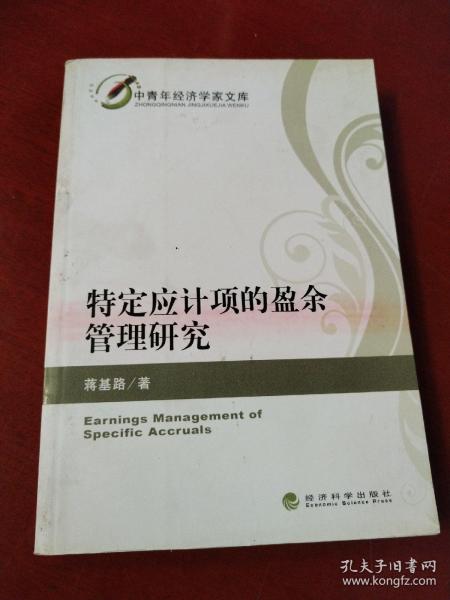 中青年经济学家文库
ZHONGQINGNIAN JINGJIXUEJIA WENKU
特定应计项的盈余
管理研究
蒋基路/著
Earnings Management of
Specific Accruals
经济科学出版社
Economic Science Press
孔夫子旧书网
www.kongfz.com